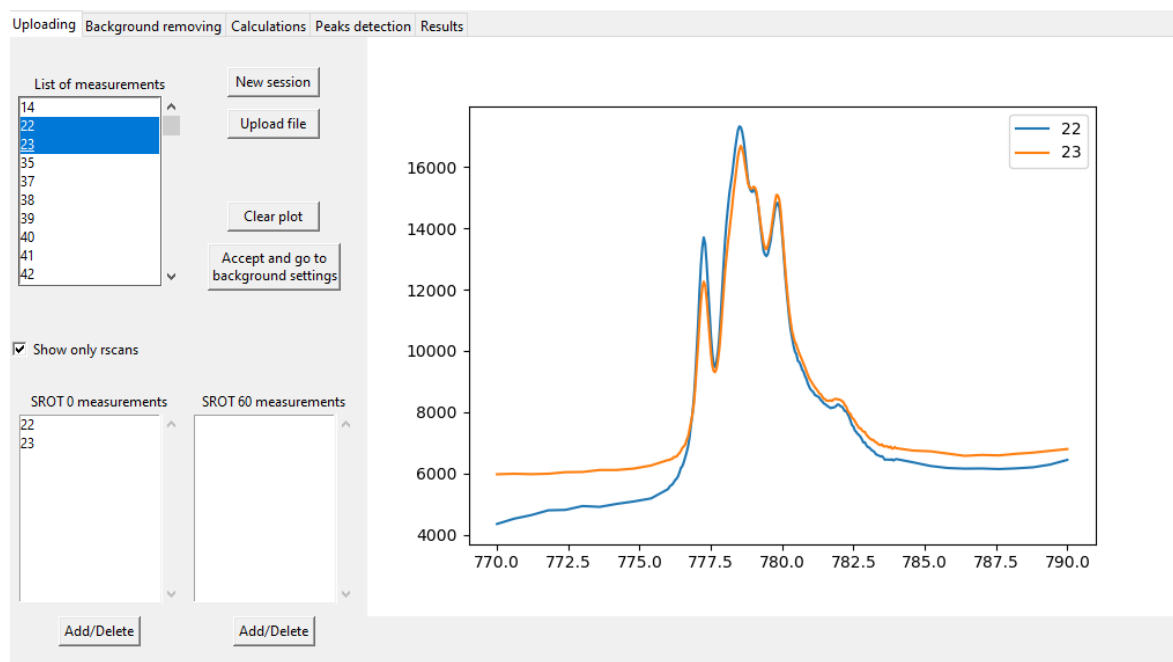 Uploading Background removing Calculations Peaks detection Results
List of measurements
14
22
23
35
37
38
39
40
41
42
New session
Upload file
Clear plot
Accept and go to
background settings
Show only rscans
SROT 0 measurements
22
23
Add/Delete
SROT 60 measurements
Add/Delete
22
23
16000
14000
12000
10000
8000
6000
4000
770.0 772.5 775.0 777.5 780.0 782.5 785.0 787.5 790.0